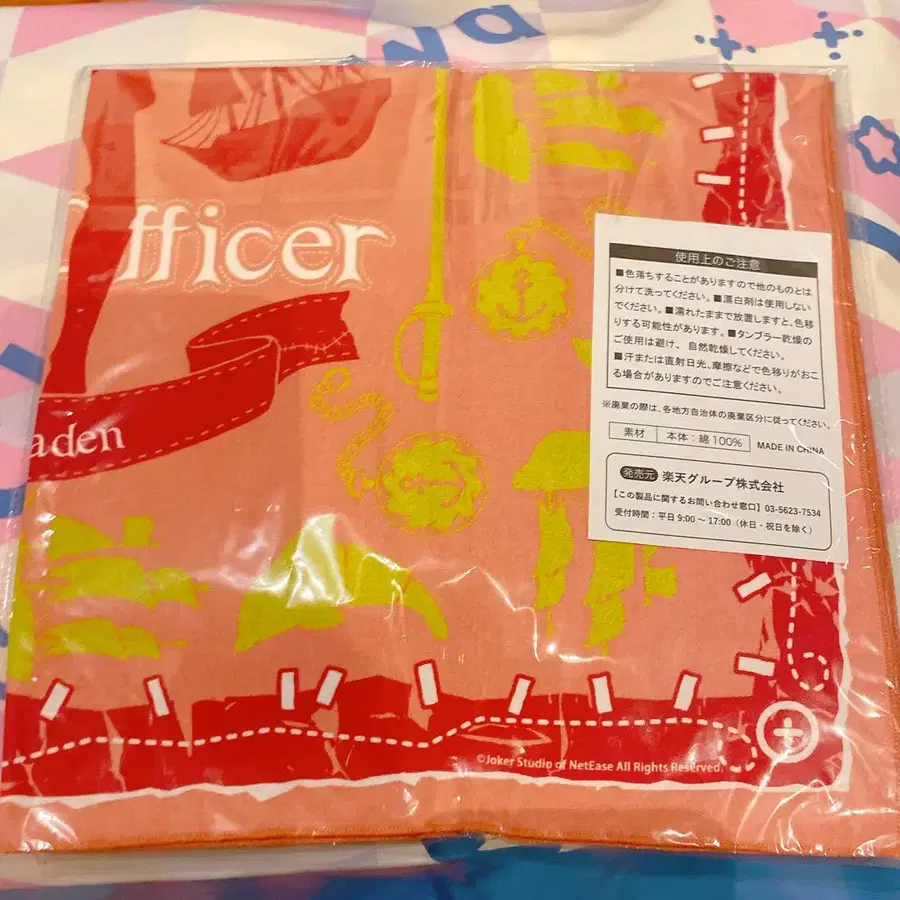 fficer
aden
使用上のご注意
■色落ちすることがありますので他のものとは
分けて洗ってください。■漂白剤は使用しない
でください。■濡れたままで放置しますと、色移
りする可能性があります。■タンブラー乾燥の
ご使用は避け、自然乾燥してください。
■汗または直射日光、摩擦などで色移りがおこ
る場合がありますのでご注意ください。
※廃棄の際は、各地方自治体の廃棄区分に従ってください。
素材 本体：綿100% MADE IN CHINA
発売元 楽天グループ株式会社
【この製品に関するお問い合わせ窓口】03-5623-7534
受付時間：平日 9:00 ～ 17:00（休日・祝日を除く）
©Joker Studio of NetEase All Rights Reserved.